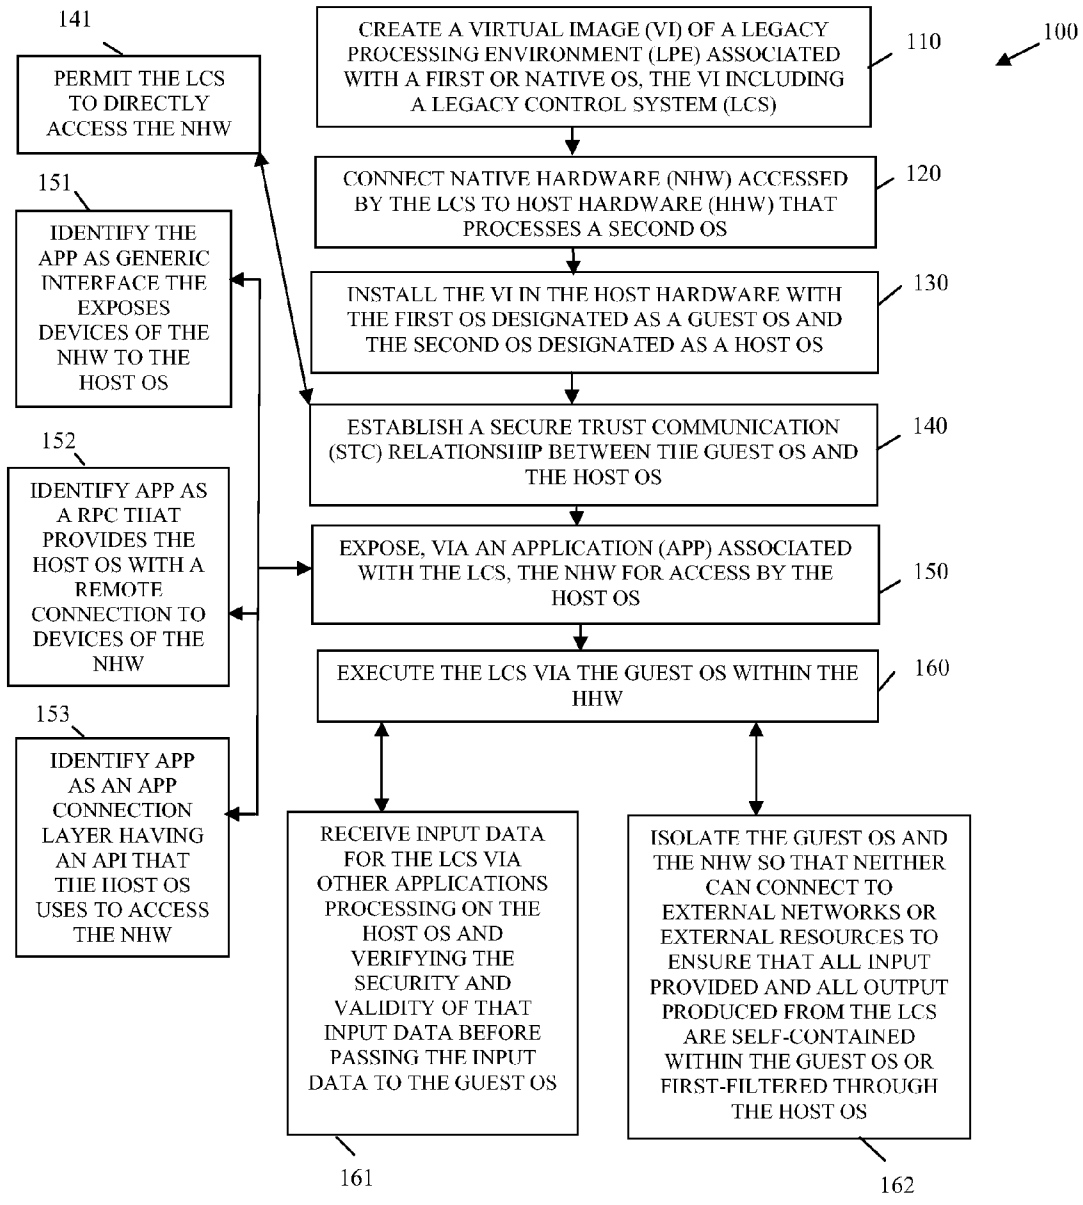 100
110
CREATE A VIRTUAL IMAGE (VI) OF A LEGACY
PROCESSING ENVIRONMENT (LPE) ASSOCIATED
WITH A FIRST OR NATIVE OS, THE VI INCLUDING
A LEGACY CONTROL SYSTEM (LCS)
141
PERMIT THE LCS
TO DIRECTLY
ACCESS THE NHW
120
CONNECT NATIVE HARDWARE (NHW) ACCESSED
BY THE LCS TO HOST HARDWARE (HHW) THAT
PROCESSES A SECOND OS
151
IDENTIFY THE
APP AS GENERIC
INTERFACE THE
EXPOSES
DEVICES OF THE
NHW TO THE
HOST OS
130
INSTALL THE VI IN THE HOST HARDWARE WITH
THE FIRST OS DESIGNATED AS A GUEST OS AND
THE SECOND OS DESIGNATED AS A HOST OS
140
ESTABLISH A SECURE TRUST COMMUNICATION
(STC) RELATIONSHIP BETWEEN THE GUEST OS AND
THE HOST OS
152
IDENTIFY APP AS
A RPC THAT
PROVIDES THE
HOST OS WITH A
REMOTE
CONNECTION TO
DEVICES OF THE
NHW
150
EXPOSE, VIA AN APPLICATION (APP) ASSOCIATED
WITH THE LCS, THE NHW FOR ACCESS BY THE
HOST OS
160
EXECUTE THE LCS VIA THE GUEST OS WITHIN THE
HHW
153
IDENTIFY APP
AS AN APP
CONNECTION
LAYER HAVING
AN API THAT
THE HOST OS
USES TO ACCESS
THE NHW
RECEIVE INPUT DATA
FOR THE LCS VIA
OTHER APPLICATIONS
PROCESSING ON THE
HOST OS AND
VERIFYING THE
SECURITY AND
VALIDITY OF THAT
INPUT DATA BEFORE
PASSING THE INPUT
DATA TO THE GUEST OS
161
ISOLATE THE GUEST OS AND
THE NHW SO THAT NEITHER
CAN CONNECT TO
EXTERNAL NETWORKS OR
EXTERNAL RESOURCES TO
ENSURE THAT ALL INPUT
PROVIDED AND ALL OUTPUT
PRODUCED FROM THE LCS
ARE SELF-CONTAINED
WITHIN THE GUEST OS OR
FIRST-FILTERED THROUGH
THE HOST OS
162